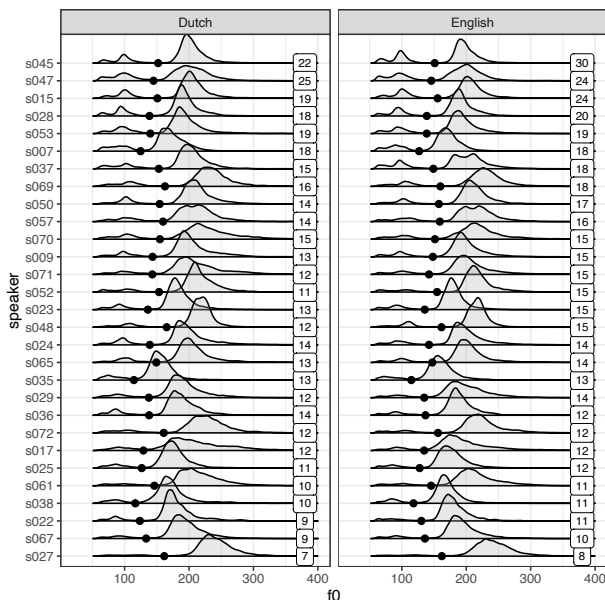 Dutch English
s045 22 30
s047 25 24
s015 19 24
s028 18 20
s053 19 19
s007 18 18
s037 15 18
s069 16 18
s050 14 17
s057 14 16
s070 15 15
s009 13 15
s071 12 15
s052 11 15
s023 13 15
s048 12 15
s024 14 14
s065 13 14
s035 13 13
s029 12 14
s036 14 12
s072 12 12
s017 12 12
s025 11 12
s061 10 11
s038 10 11
s022 9 11
s067 9 10
s027 7 8
speaker
100 200 300 400 100 200 300 400
f0